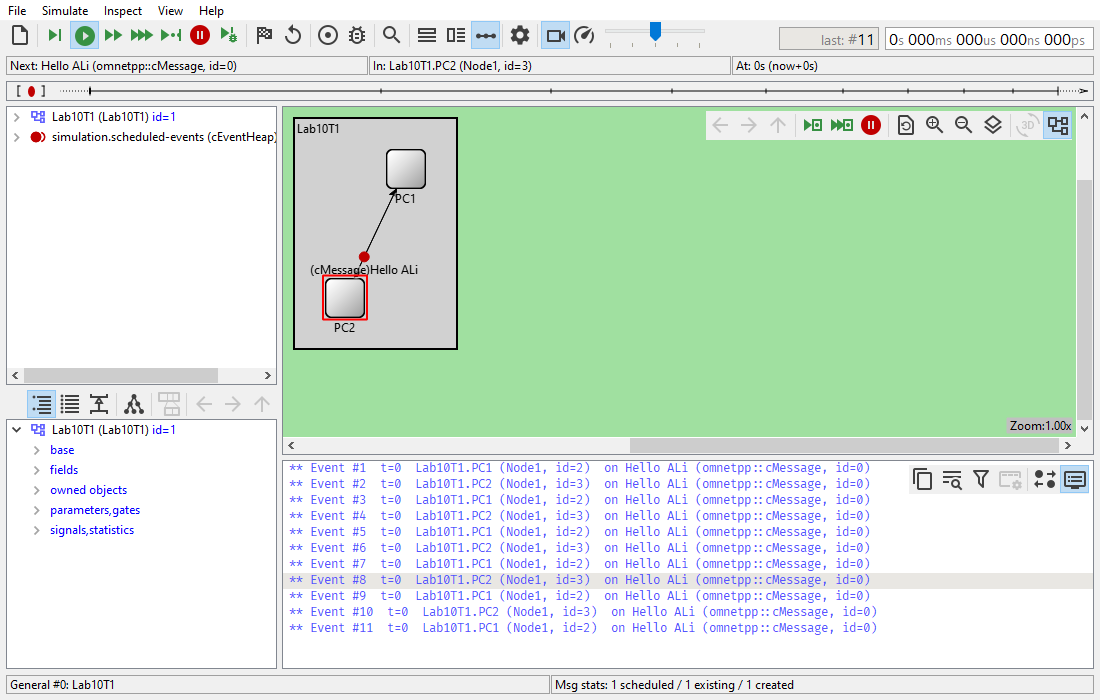 File Simulate Inspect View Help
last: #11 0s 000ms 000us 000ns 000ps
Next: Hello ALi (omnetpp::cMessage, id=0) In: Lab10T1.PC2 (Node1, id=3) At: 0s (now+0s)
Lab10T1 (Lab10T1) id=1
simulation.scheduled-events (cEventHeap)
Lab10T1
3D
PC1
(cMessage)Hello ALi
PC2
Zoom:1.00x
Lab10T1 (Lab10T1) id=1
base
fields
owned objects
parameters,gates
signals,statistics
** Event #1 t=0 Lab10T1.PC1 (Node1, id=2) on Hello ALi (omnetpp::cMessage, id=0)
** Event #2 t=0 Lab10T1.PC2 (Node1, id=3) on Hello ALi (omnetpp::cMessage, id=0)
** Event #3 t=0 Lab10T1.PC1 (Node1, id=2) on Hello ALi (omnetpp::cMessage, id=0)
** Event #4 t=0 Lab10T1.PC2 (Node1, id=3) on Hello ALi (omnetpp::cMessage, id=0)
** Event #5 t=0 Lab10T1.PC1 (Node1, id=2) on Hello ALi (omnetpp::cMessage, id=0)
** Event #6 t=0 Lab10T1.PC2 (Node1, id=3) on Hello ALi (omnetpp::cMessage, id=0)
** Event #7 t=0 Lab10T1.PC1 (Node1, id=2) on Hello ALi (omnetpp::cMessage, id=0)
** Event #8 t=0 Lab10T1.PC2 (Node1, id=3) on Hello ALi (omnetpp::cMessage, id=0)
** Event #9 t=0 Lab10T1.PC1 (Node1, id=2) on Hello ALi (omnetpp::cMessage, id=0)
** Event #10 t=0 Lab10T1.PC2 (Node1, id=3) on Hello ALi (omnetpp::cMessage, id=0)
** Event #11 t=0 Lab10T1.PC1 (Node1, id=2) on Hello ALi (omnetpp::cMessage, id=0)
General #0: Lab10T1 Msg stats: 1 scheduled / 1 existing / 1 created